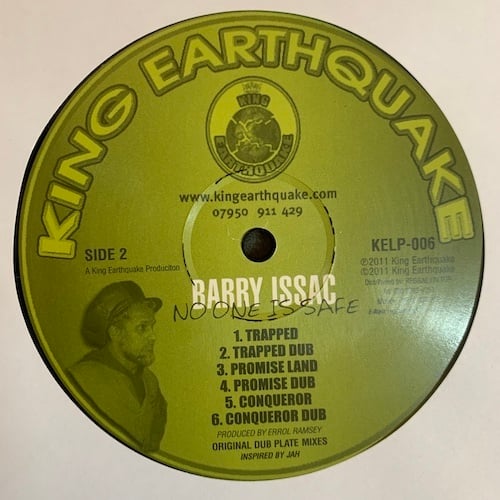 KING EARTHQUAKE
KING
EARTHQUAKE
www.kingearthquake.com
07950 911 429
SIDE 2
A King Earthquake Produciton
KELP-006
℗2011 King Earthquake
©2011 King Earthquake
BARRY ISSAC
NO ONE IS SAFE
1. TRAPPED
2. TRAPPED DUB
3. PROMISE LAND
4. PROMISE DUB
5. CONQUEROR
6. CONQUEROR DUB
PRODUCED BY ERROL RAMSEY
ORIGINAL DUB PLATE MIXES
INSPIRED BY JAH